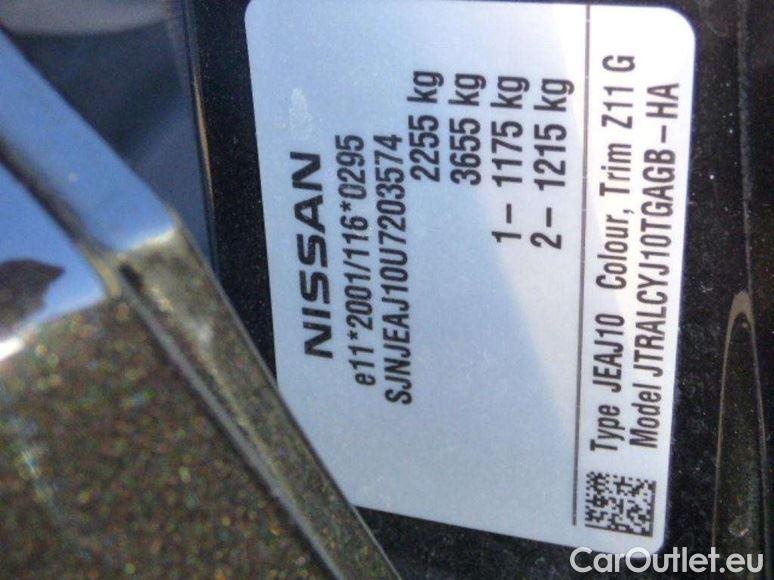 NISSAN
e11*2001/116*0295
SJNJEAJ10U7203574
2255 kg
3655 kg
1- 1175 kg
2- 1215 kg
Type JEAJ10 Colour, Trim Z11 G
Model JTRALCYJ10TGAGB-HA
CarOutlet.eu